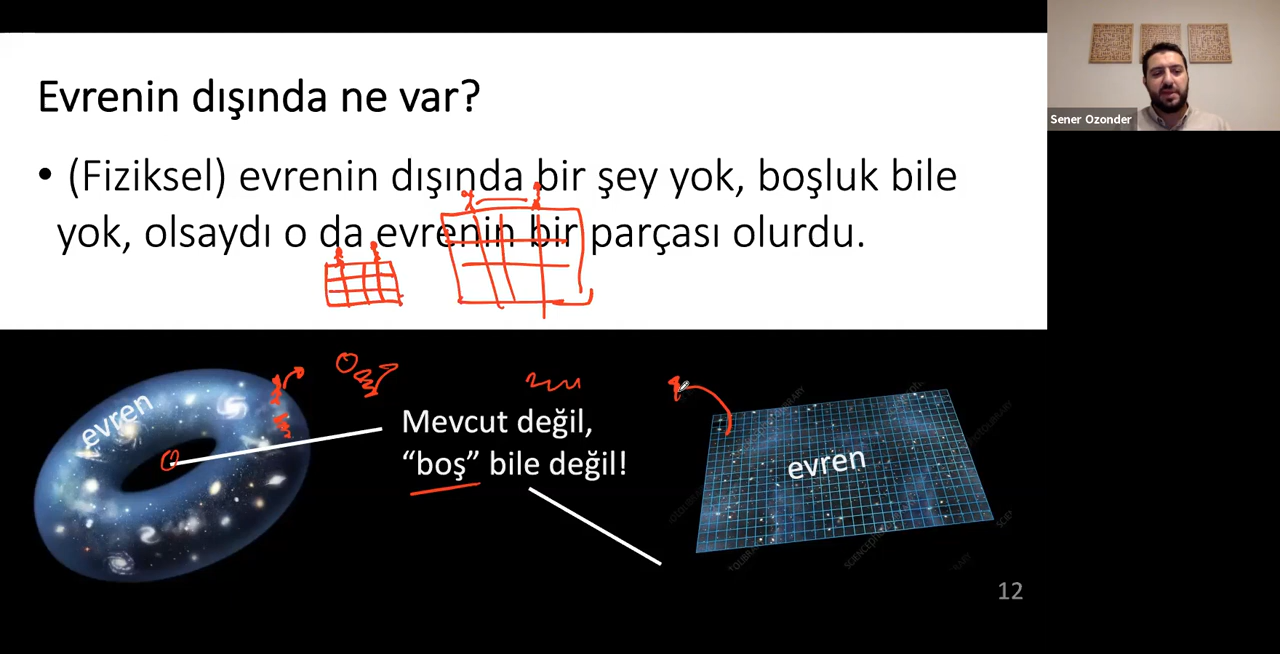 Evrenin dışında ne var?
Sener Ozonder
• (Fiziksel) evrenin dışında bir şey yok, boşluk bile
yok, olsaydı o da evrenin bir parçası olurdu.
evren
Mevcut değil,
“boş” bile değil!
evren
12